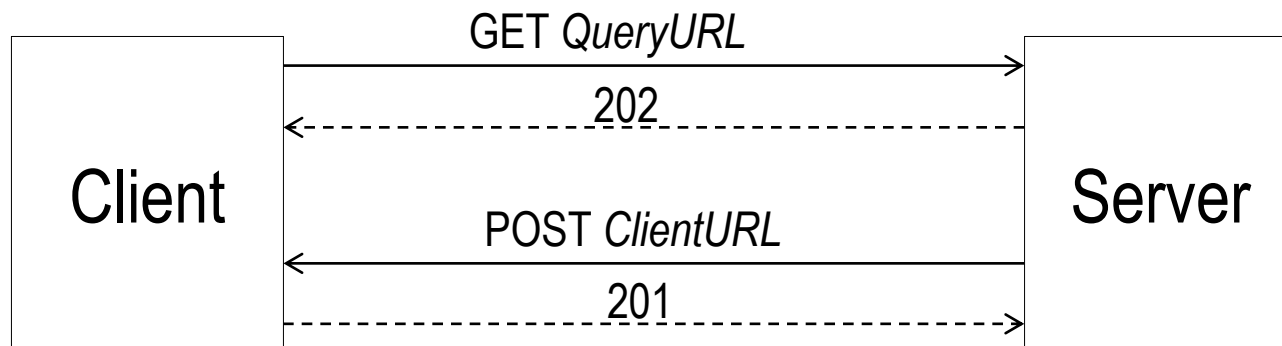 GET QueryURL
202
Client
Server
POST ClientURL
201